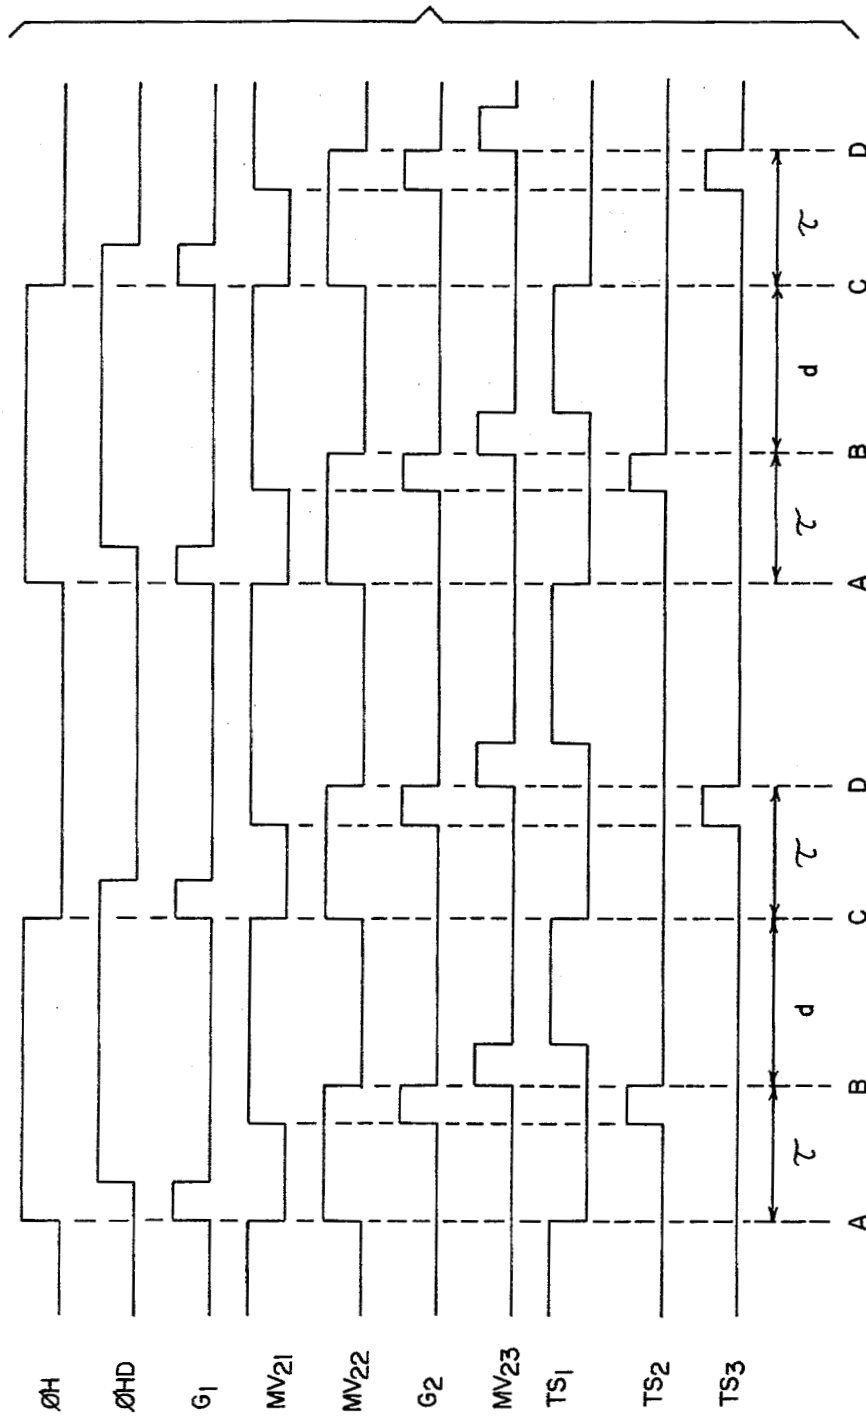 ØH
ØHD
G1
MV21
MV22
G2
MV23
TS1
TS2
TS3
τ d τ τ d τ
A B C D A B C D